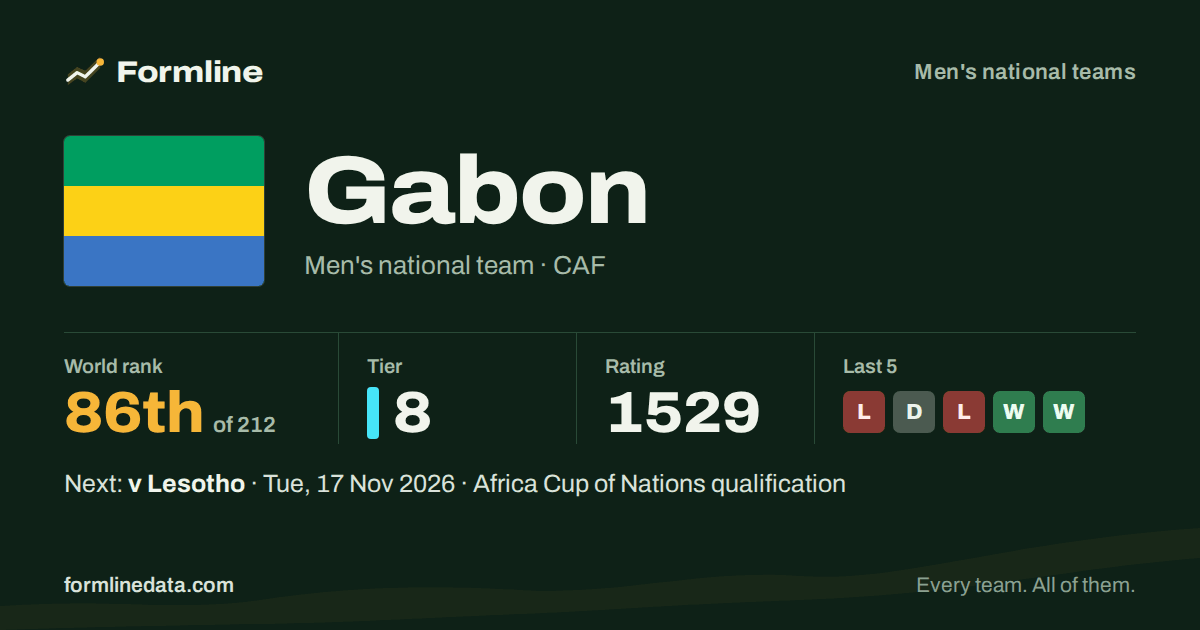 Formline
Men's national teams
Gabon
Men's national team · CAF
World rank
86th of 212
Tier
8
Rating
1529
Last 5
L D L W W
Next: v Lesotho · Tue, 17 Nov 2026 · Africa Cup of Nations qualification
formlinedata.com
Every team. All of them.